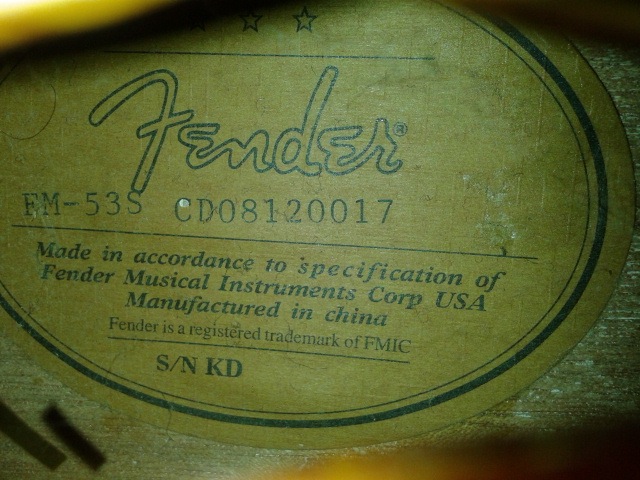 Fender®
FM-53S CD08120017
Made in accordance to specification of
Fender Musical Instruments Corp USA
Manufactured in china
Fender is a registered trademark of FMIC
S/N KD